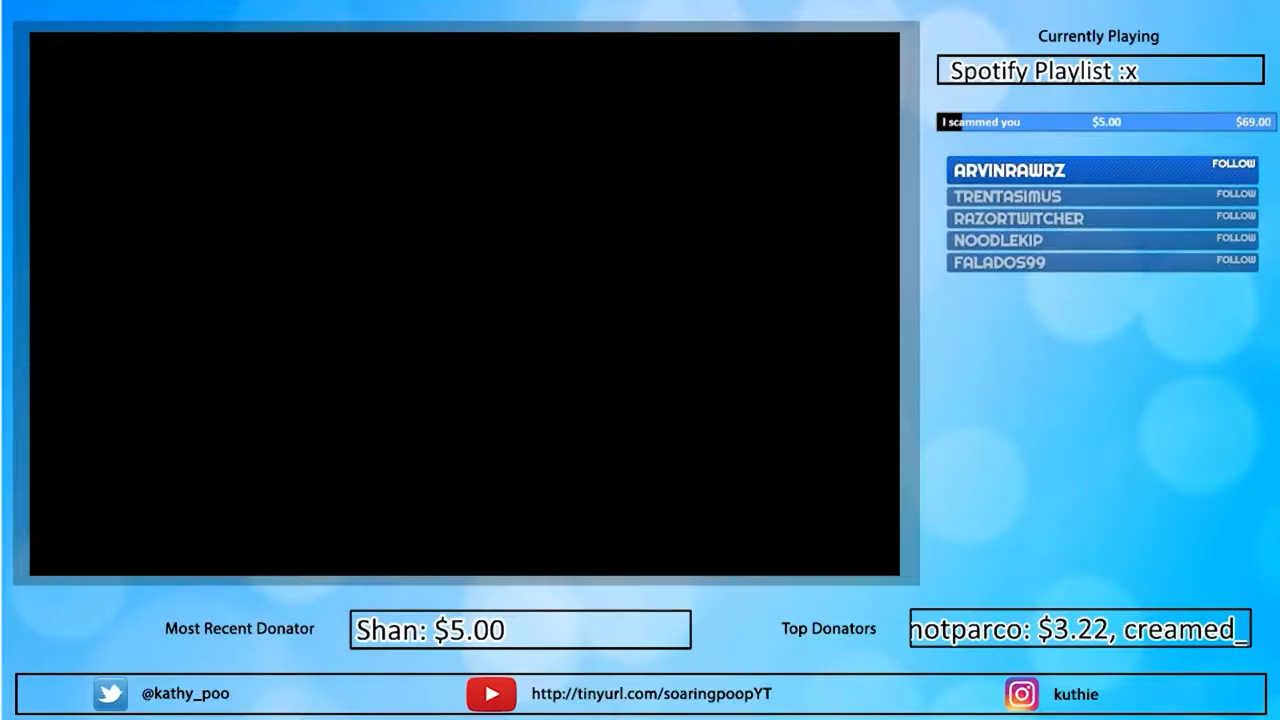 Currently Playing
Spotify Playlist :x
I scammed you $5.00 $69.00
ARVINRAWRZ FOLLOW
TRENTASIMUS FOLLOW
RAZORTWITCHER FOLLOW
NOODLEKIP FOLLOW
FALADOS99 FOLLOW
Most Recent Donator Shan: $5.00 Top Donators notparco: $3.22, creamed_
@kathy_poo http://tinyurl.com/soaringpoopYT kuthie